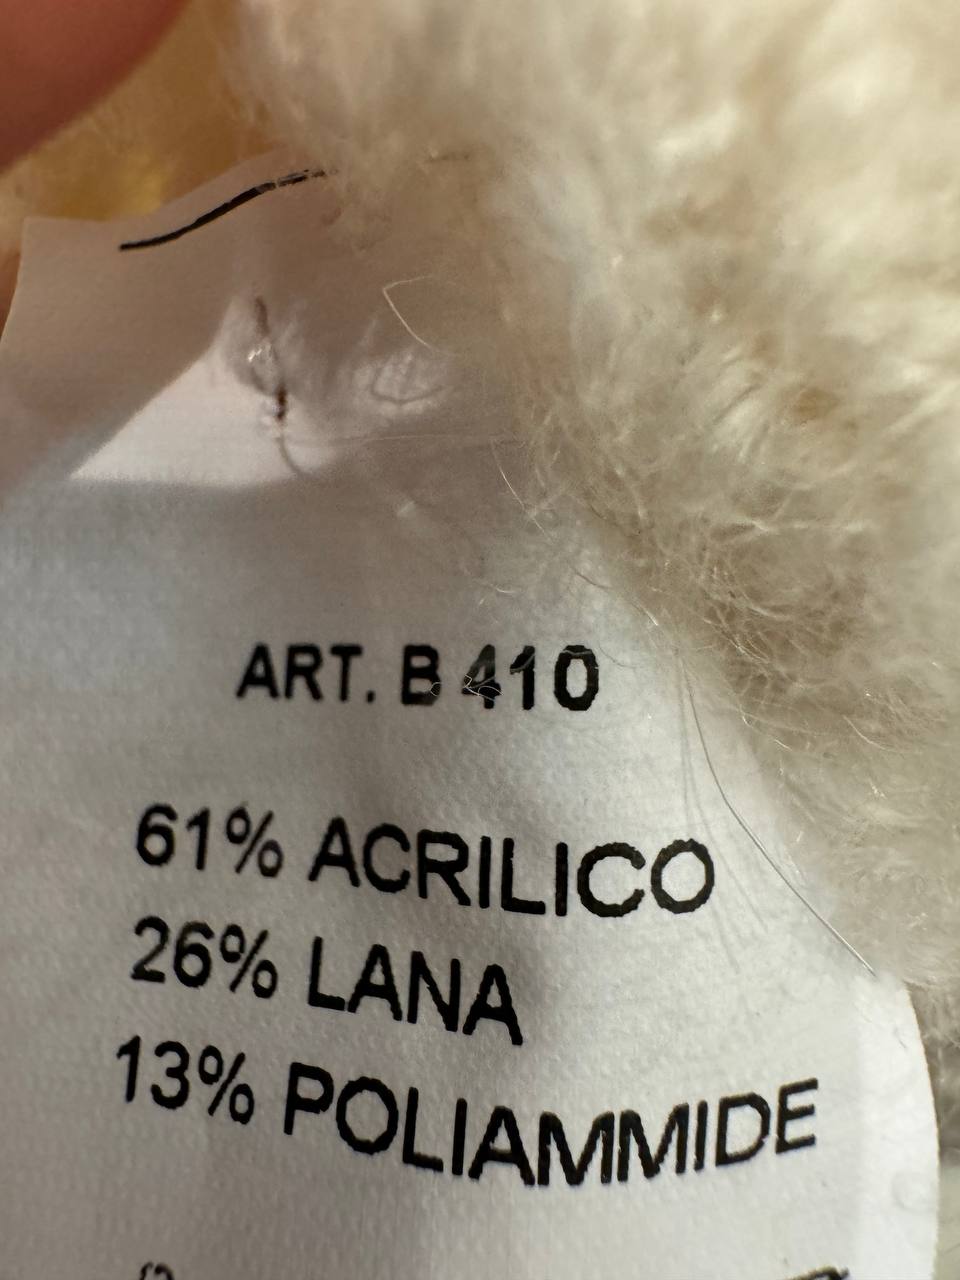 ART. B 410
61% ACRILICO
26% LANA
13% POLIAMMIDE